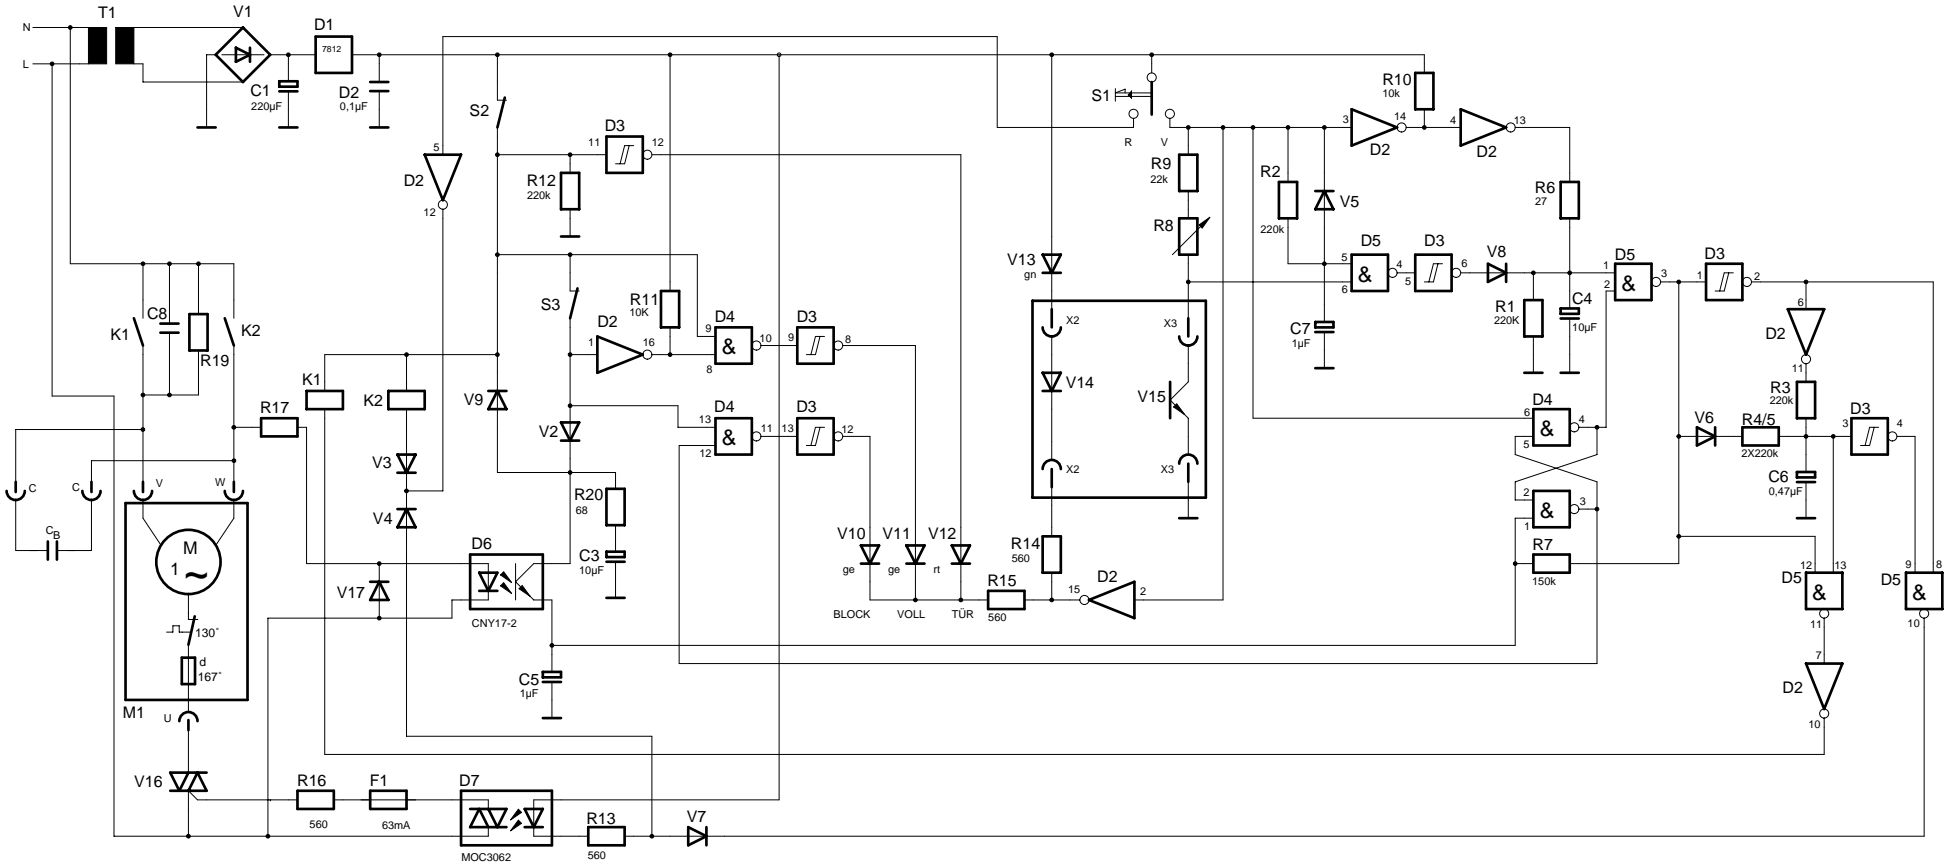 N
T1
V1
D1
7812
L
C1
220µF
D2
0,1µF
S2
5
D2
12
11
D3
12
R12
220k
S1
R
V
R10
10k
3
14
D2
4
13
D2
R9
22k
R2
220k
V5
R6
27
R8
V13
gn
D5
5
6
&
4
D3
5
6
V8
D5
1
2
&
3
D3
1
2
R1
220K
C4
10µF
C7
1µF
6
D2
11
K1
C8
R19
K2
S3
R11
10K
D2
1
16
D4
9
8
&
10
D3
9
8
X2
X3
V14
V15
X2
X3
K1
K2
V9
R17
V2
D4
13
12
&
11
D3
13
12
V3
V4
R20
68
C3
10µF
D4
6
5
&
4
2
1
&
3
R7
150k
V6
R4/5
2X220k
R3
220k
D3
3
4
C6
0,47µF
C
C
CB
V
W
M
1
~
130°
d
167°
M1
U
V17
D6
CNY17-2
V10
ge
V11
ge
V12
rt
BLOCK
VOLL
TÜR
R15
560
R14
560
D2
15
2
12
13
D5
&
11
9
8
D5
&
10
7
D2
10
C5
1µF
V16
R16
560
F1
63mA
D7
MOC3062
R13
560
V7